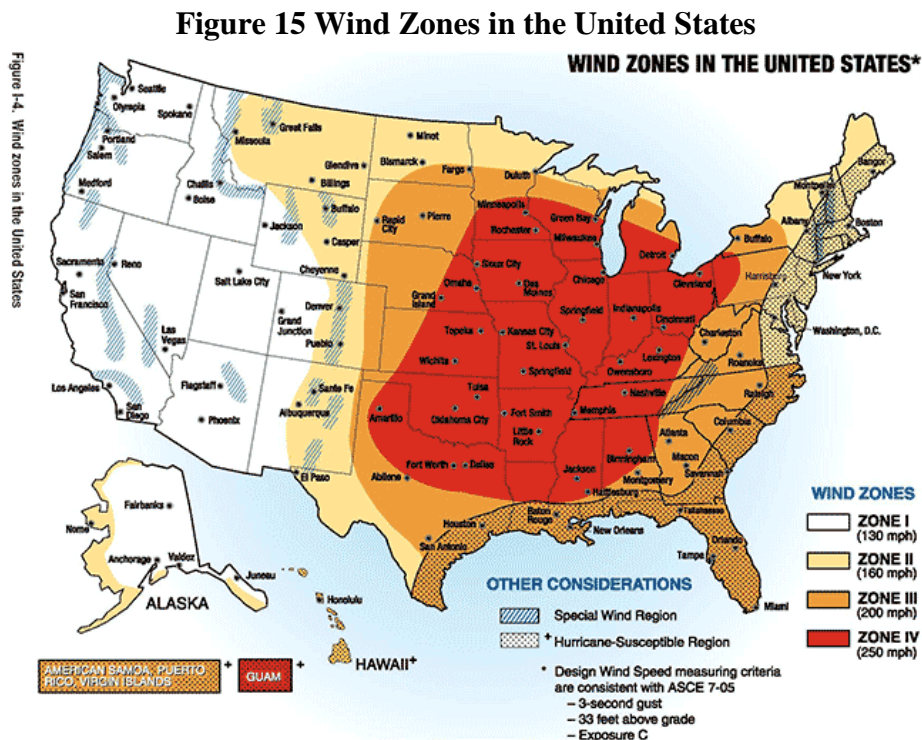 Figure 15 Wind Zones in the United States
WIND ZONES IN THE UNITED STATES*
Figure I-4. Wind zones in the United States
Seattle
Olympia
Spokane
Portland
Salem
Medford
Missoula
Great Falls
Challis
Boise
Glendive
Billings
Minot
Bismarck
Fargo
Duluth
Buffalo
Jackson
Casper
Rapid City
Pierre
Minneapolis
Rochester
Green Bay
Milwaukee
Detroit
Buffalo
Albany
Montpelier
Bangor
Boston
New York
Harrisburg
Washington, D.C.
Sacramento
Reno
San Francisco
Salt Lake City
Cheyenne
Denver
Grand Junction
Pueblo
Las Vegas
Los Angeles
San Diego
Flagstaff
Phoenix
Santa Fe
Albuquerque
El Paso
Sioux City
Omaha
Des Moines
Grand Island
Chicago
Cleveland
Springfield
Indianapolis
Cincinnati
Topeka
Kansas City
St. Louis
Charleston
Lexington
Roanoke
Wichita
Springfield
Owensboro
Nashville
Raleigh
Tulsa
Amarillo
Oklahoma City
Fort Smith
Memphis
Little Rock
Atlanta
Columbia
Birmingham
Macon
Savannah
Fort Worth
Dallas
Abilene
Jackson
Montgomery
Hattiesburg
Tallahassee
Houston
Baton Rouge
New Orleans
San Antonio
Orlando
Tampa
Miami
Fairbanks
Nome
Anchorage
Valdez
Juneau
ALASKA
Honolulu
HAWAII+
AMERICAN SAMOA, PUERTO
RICO, VIRGIN ISLANDS
+
GUAM
+
OTHER CONSIDERATIONS
Special Wind Region
+ Hurricane-Susceptible Region
* Design Wind Speed measuring criteria
are consistent with ASCE 7-05
– 3-second gust
– 33 feet above grade
– Exposure C
WIND ZONES
ZONE I
(130 mph)
ZONE II
(160 mph)
ZONE III
(200 mph)
ZONE IV
(250 mph)